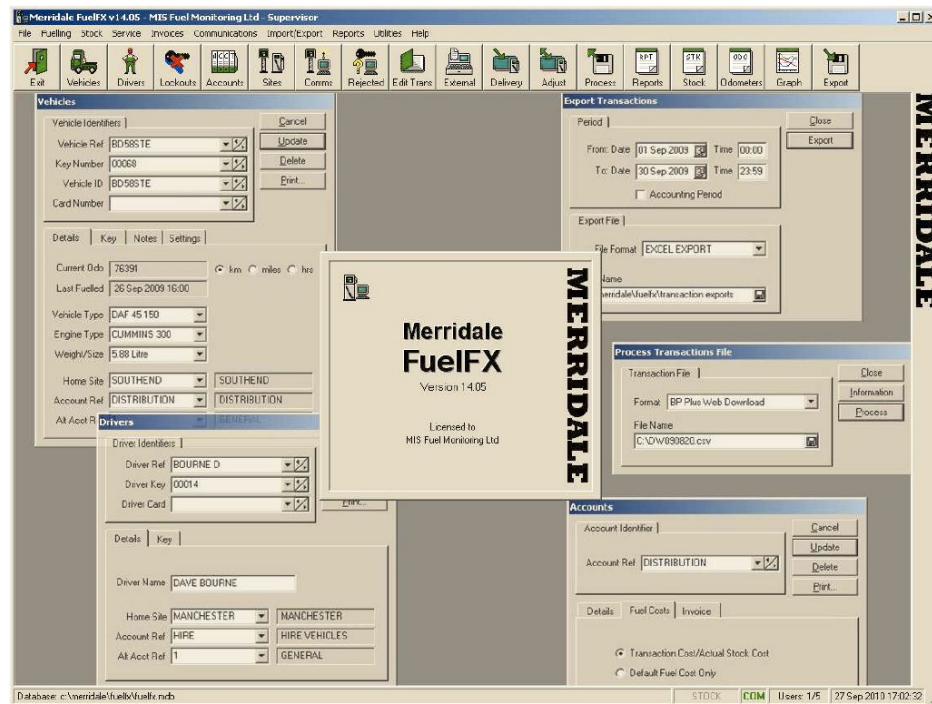 Merridale FuelFX v14.05 - MIS Fuel Monitoring Ltd - Supervisor
File Fuelling Stock Service Invoices Communications Import/Export Reports Utilities Help
Exit Vehicles Drivers Lockouts Accounts Sites Comms Rejected Edit Trans External Delivery Adjust Process Reports Stock Odometers Graph Export
Vehicles
Vehicle Identifiers
Vehicle Ref BD58STE
Key Number 00068
Vehicle ID BD58STE
Card Number
Cancel
Update
Delete
Print...
Details Key Notes Settings
Current Odo 76391 km miles hrs
Last Fuelled 26 Sep 2009 16:00
Vehicle Type DAF 45 150
Engine Type CUMMINS 300
Weight/Size 5.88 Litre
Home Site SOUTHEND SOUTHEND
Account Ref DISTRIBUTION DISTRIBUTION
Alt Acct R GENERAL
Drivers
Driver Identifiers
Driver Ref BOURNE D
Driver Key 00014
Driver Card
Print...
Details Key
Driver Name DAVE BOURNE
Home Site MANCHESTER MANCHESTER
Account Ref HIRE HIRE VEHICLES
Alt Acct Ref 1 GENERAL
Merridale
FuelFX
Version 14.05
Licensed to
MIS Fuel Monitoring Ltd
MERRIDALE
Export Transactions
Period
From: Date 01 Sep 2009 Time 00:00
To: Date 30 Sep 2009 Time 23:59
Accounting Period
Close
Export
Export File
File Format EXCEL EXPORT
Name
merridale\fuelfx\transaction exports
MERRIDALE
Process Transactions File
Transaction File
Format BP Plus Web Download
File Name
C:\DW090820.csv
Close
Information
Process
Accounts
Account Identifier
Account Ref DISTRIBUTION
Cancel
Update
Delete
Print...
Details Fuel Costs Invoice
Transaction Cost/Actual Stock Cost
Default Fuel Cost Only
Database: c:\merridale\fuelfx\fuelfx.mdb STOCK COM Users: 1/5 27 Sep 2010 17:02:32